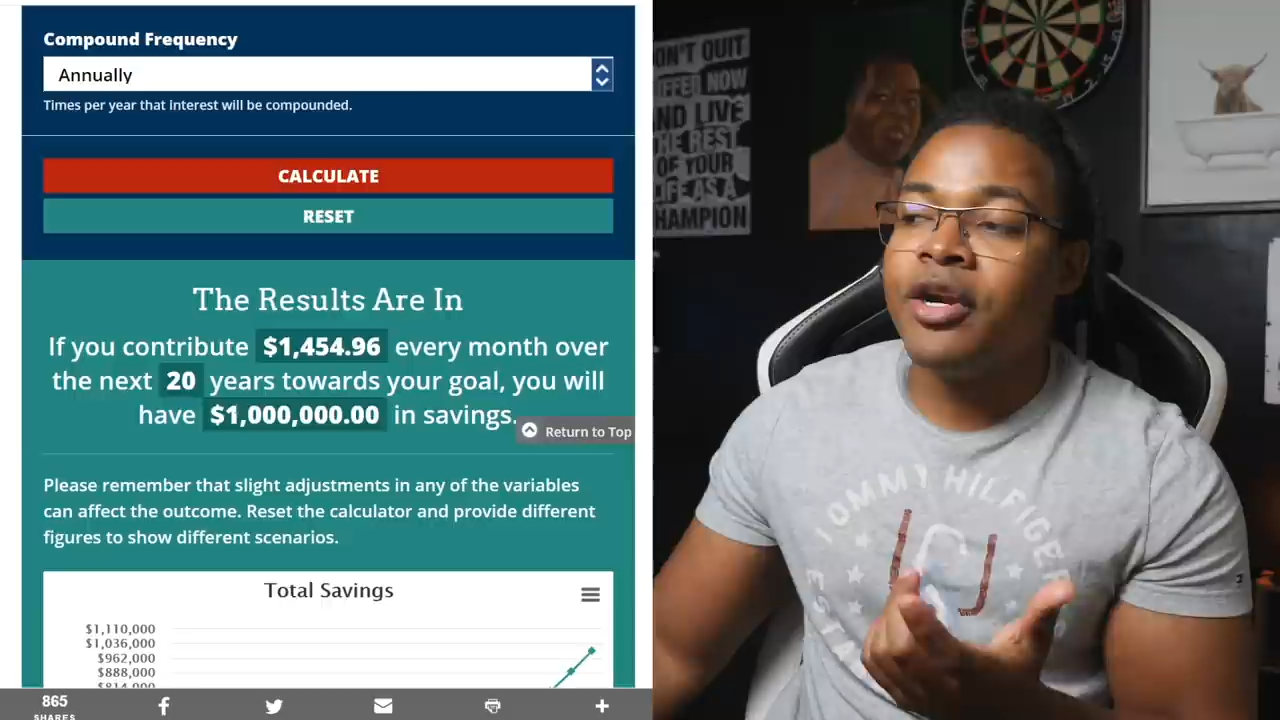 Compound Frequency
Annually
Times per year that interest will be compounded.
CALCULATE
RESET
The Results Are In
If you contribute $1,454.96 every month over
the next 20 years towards your goal, you will
have $1,000,000.00 in savings.
Return to Top
Please remember that slight adjustments in any of the variables
can affect the outcome. Reset the calculator and provide different
figures to show different scenarios.
Total Savings
$1,110,000
$1,036,000
$962,000
$888,000
$814,000
865
SHARES
ON'T QUIT
FFER NOW
ND LIVE
HE REST
OF YOUR
IFE AS A
HAMPION
TOMMY HILFIGER